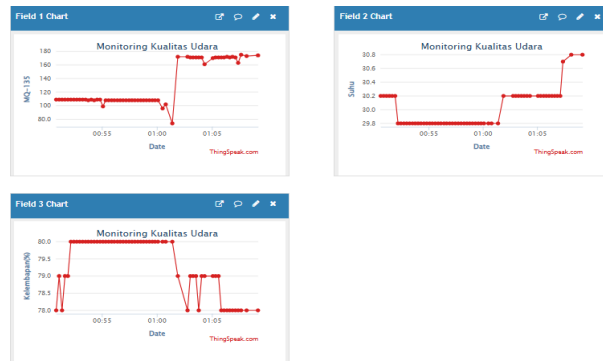 Field 1 Chart
Monitoring Kualitas Udara
MQ-135
180
160
140
120
100
80.0
00:55 01:00 01:05
Date
ThingSpeak.com
Field 2 Chart
Monitoring Kualitas Udara
Suhu
30.8
30.6
30.4
30.2
30.0
29.8
00:55 01:00 01:05
Date
ThingSpeak.com
Field 3 Chart
Monitoring Kualitas Udara
Kelembapan(%)
80.0
79.5
79.0
78.5
78.0
00:55 01:00 01:05
Date
ThingSpeak.com